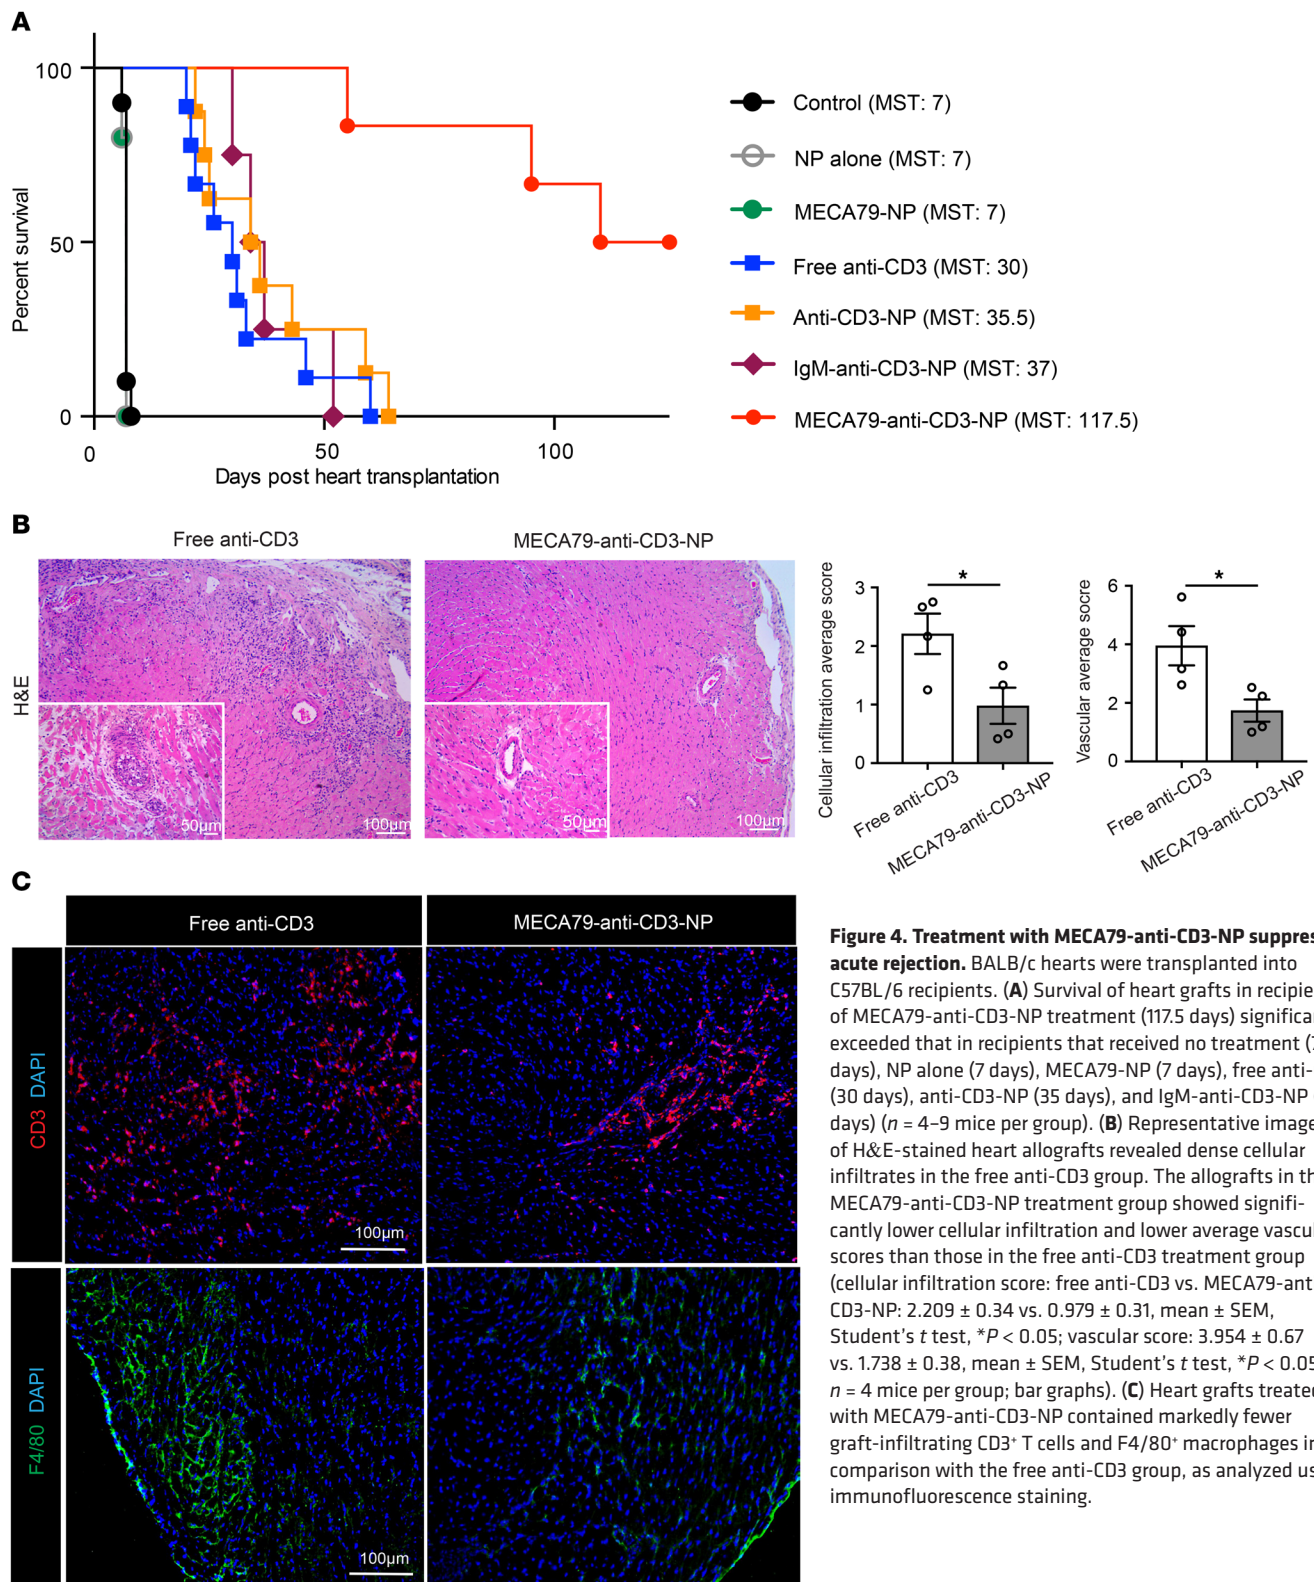 A
100
50
0
Percent survival
0
50
100
Days post heart transplantation
Control (MST: 7)
NP alone (MST: 7)
MECA79-NP (MST: 7)
Free anti-CD3 (MST: 30)
Anti-CD3-NP (MST: 35.5)
IgM-anti-CD3-NP (MST: 37)
MECA79-anti-CD3-NP (MST: 117.5)
B
Free anti-CD3
MECA79-anti-CD3-NP
H&E
50µm
100µm
50µm
100µm
Cellular infiltration average score
3
2
1
0
*
Free anti-CD3
MECA79-anti-CD3-NP
Vascular average socre
6
4
2
0
*
Free anti-CD3
MECA79-anti-CD3-NP
C
Free anti-CD3
MECA79-anti-CD3-NP
CD3 DAPI
100µm
F4/80 DAPI
100µm
Figure 4. Treatment with MECA79-anti-CD3-NP suppres
acute rejection. BALB/c hearts were transplanted into
C57BL/6 recipients. (A) Survival of heart grafts in recipie
of MECA79-anti-CD3-NP treatment (117.5 days) significa
exceeded that in recipients that received no treatment (7
days), NP alone (7 days), MECA79-NP (7 days), free anti-
(30 days), anti-CD3-NP (35 days), and IgM-anti-CD3-NP
days) (n = 4–9 mice per group). (B) Representative image
of H&E-stained heart allografts revealed dense cellular
infiltrates in the free anti-CD3 group. The allografts in th
MECA79-anti-CD3-NP treatment group showed signifi-
cantly lower cellular infiltration and lower average vascul
scores than those in the free anti-CD3 treatment group
(cellular infiltration score: free anti-CD3 vs. MECA79-ant
CD3-NP: 2.209 ± 0.34 vs. 0.979 ± 0.31, mean ± SEM,
Student's t test, *P < 0.05; vascular score: 3.954 ± 0.67
vs. 1.738 ± 0.38, mean ± SEM, Student's t test, *P < 0.05
n = 4 mice per group; bar graphs). (C) Heart grafts treate
with MECA79-anti-CD3-NP contained markedly fewer
graft-infiltrating CD3⁺ T cells and F4/80⁺ macrophages in
comparison with the free anti-CD3 group, as analyzed us
immunofluorescence staining.